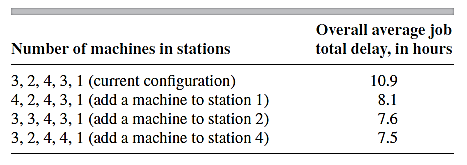 Overall average job
Number of machines in stations total delay, in hours
3, 2, 4, 3, 1 (current configuration) 10.9
4, 2, 4, 3, 1 (add a machine to station 1) 8.1
3, 3, 4, 3, 1 (add a machine to station 2) 7.6
3, 2, 4, 4, 1 (add a machine to station 4) 7.5